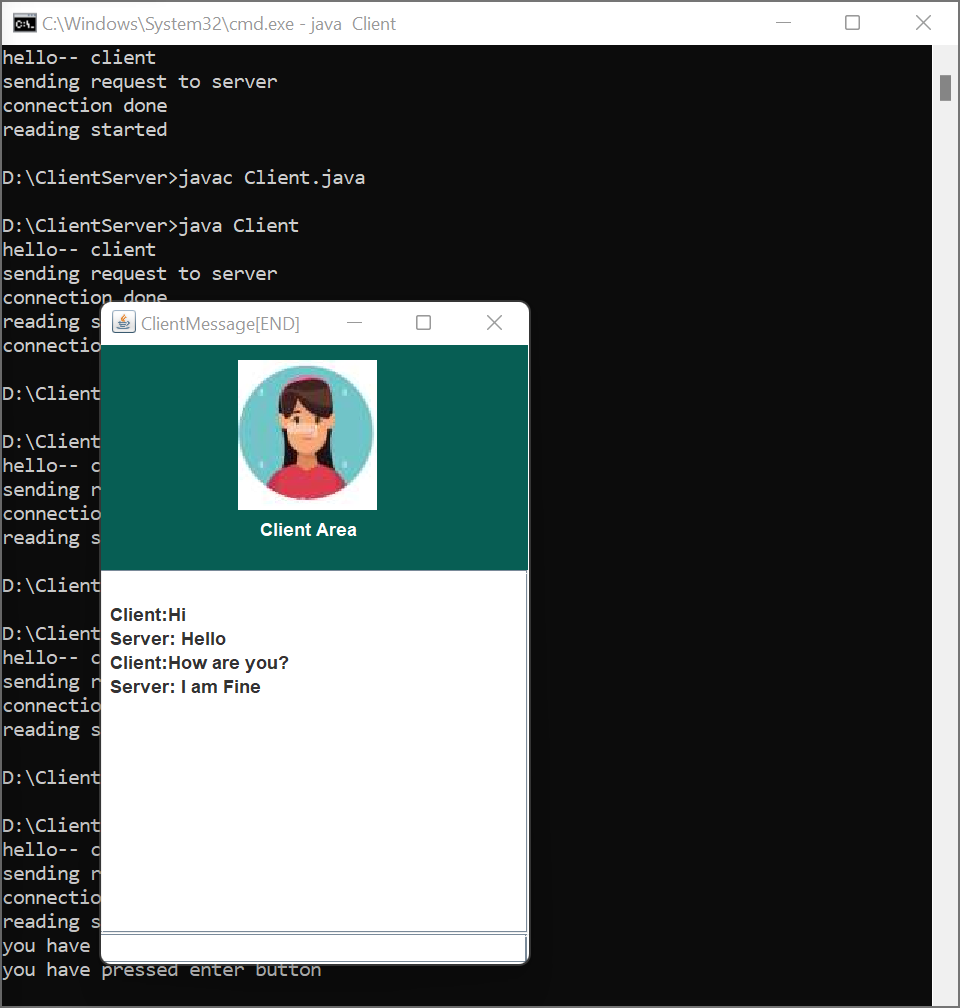 C:\Windows\System32\cmd.exe - java  Client
hello-- client
sending request to server
connection done
reading started
D:\ClientServer>javac Client.java
D:\ClientServer>java Client
hello-- client
sending request to server
connection done
reading s
connectio
D:\Client
D:\Client
hello-- c
sending r
connectio
reading s
D:\Client
D:\Client
hello-- c
sending r
connectio
reading s
D:\Client
D:\Client
hello-- c
sending r
connectio
reading s
you have
you have pressed enter button
ClientMessage[END]
Client Area
Client:Hi
Server: Hello
Client:How are you?
Server: I am Fine